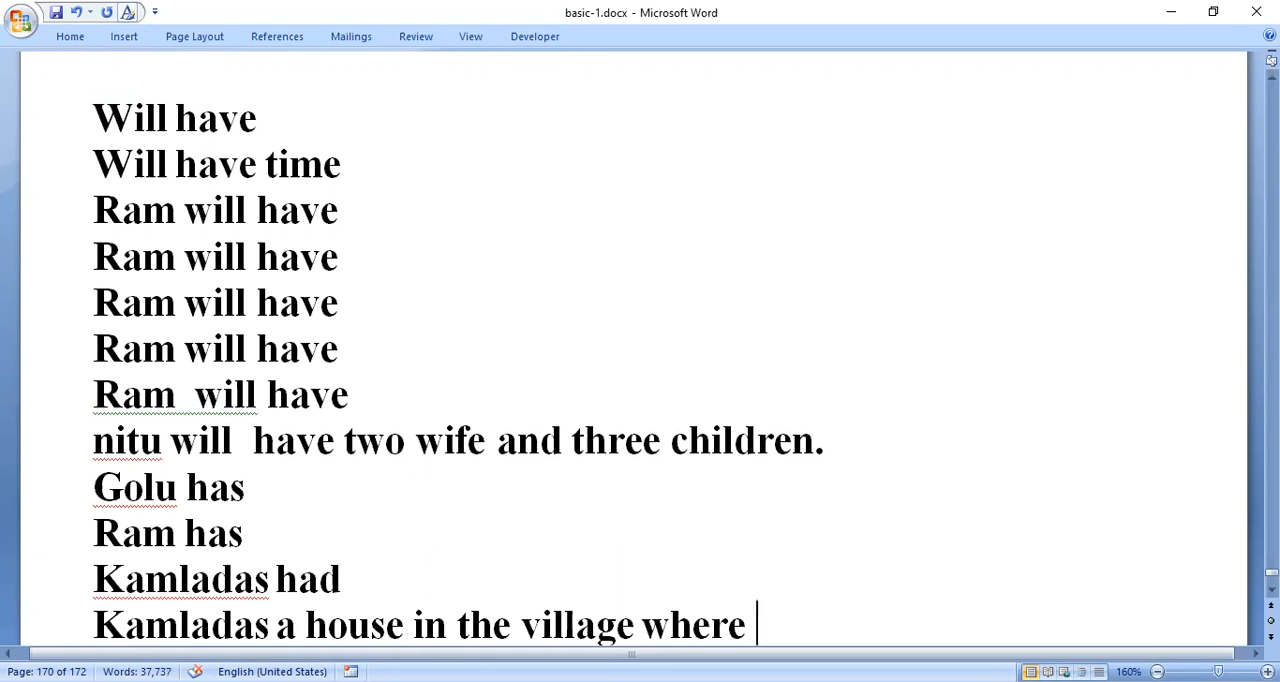 basic-1.docx - Microsoft Word
Home Insert Page Layout References Mailings Review View Developer
Will have
Will have time
Ram will have
Ram will have
Ram will have
Ram will have
Ram  will have
nitu will  have two wife and three children.
Golu has
Ram has
Kamladas had
Kamladas a house in the village where
Page: 170 of 172 Words: 37,737 English (United States) 160%